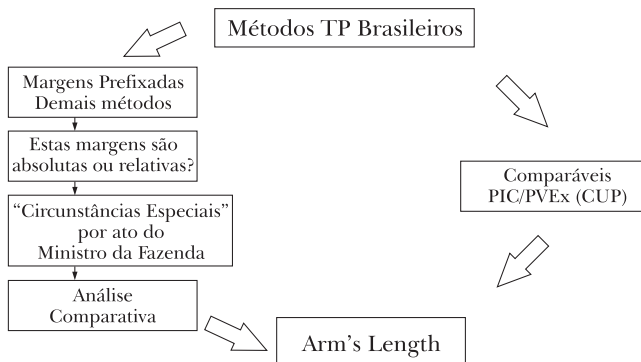 Métodos TP Brasileiros
Margens Prefixadas
Demais métodos
Estas margens são
absolutas ou relativas?
“Circunstâncias Especiais”
por ato do
Ministro da Fazenda
Análise
Comparativa
Comparáveis
PIC/PVEx (CUP)
Arm’s Length